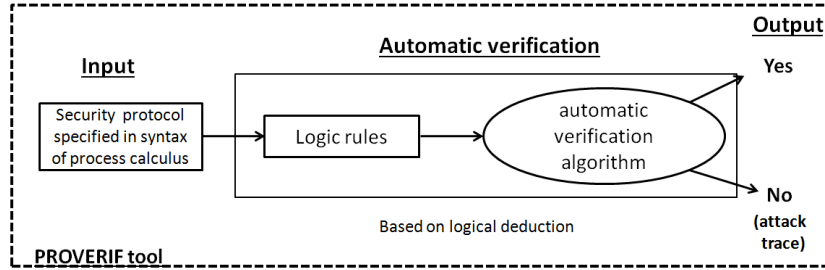 Output
Automatic verification
Input
Yes
Security protocol
specified in syntax
of process calculus
Logic rules
automatic
verification
algorithm
No
(attack
trace)
Based on logical deduction
PROVERIF tool